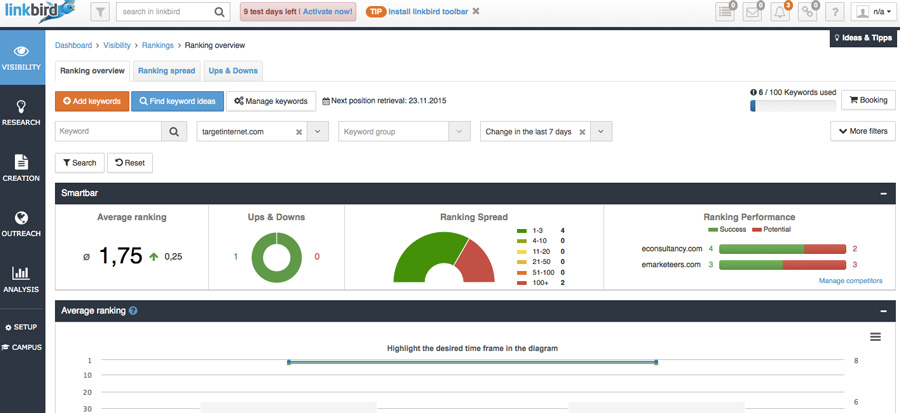 linkbird
search in linkbird
9 test days left | Activate now!
TIP Install linkbird toolbar
0 0 3 0 ? n/a
Ideas & Tipps
VISIBILITY
RESEARCH
CREATION
OUTREACH
ANALYSIS
SETUP
CAMPUS
Dashboard > Visibility > Rankings > Ranking overview
Ranking overview Ranking spread Ups & Downs
Add keywords Find keyword ideas Manage keywords Next position retrieval: 23.11.2015
6 / 100 Keywords used
Booking
Keyword targetinternet.com Keyword group Change in the last 7 days More filters
Search Reset
Smartbar
Average ranking
ø 1,75 0,25
Ups & Downs
1 0
Ranking Spread
1-3 4
4-10 0
11-20 0
21-50 0
51-100 0
100+ 2
Ranking Performance
Success Potential
econsultancy.com 4 2
emarketeers.com 3 3
Manage competitors
Average ranking ?
Highlight the desired time frame in the diagram
1 8
10
20
30 6